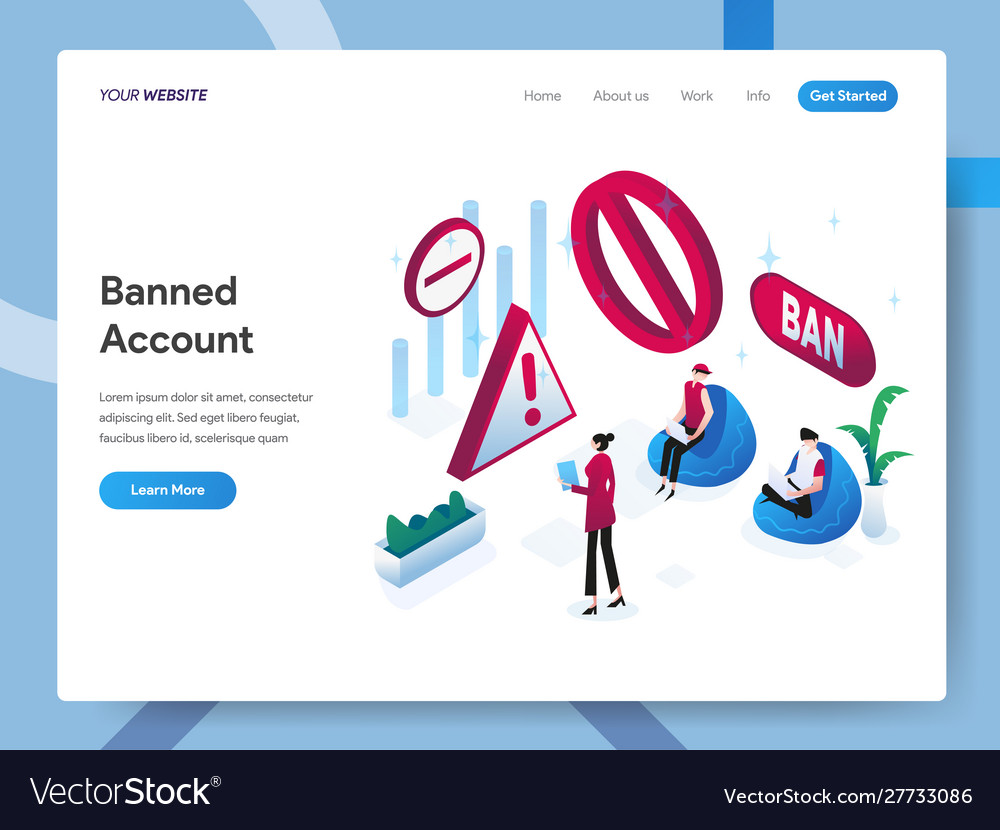 YOUR WEBSITE
Home About us Work Info Get Started
Banned
Account
Lorem ipsum dolor sit amet, consectetur
adipiscing elit. Sed eget libero feugiat,
faucibus libero id, scelerisque quam
Learn More
!
BAN
VectorStock®
VectorStock.com/27733086